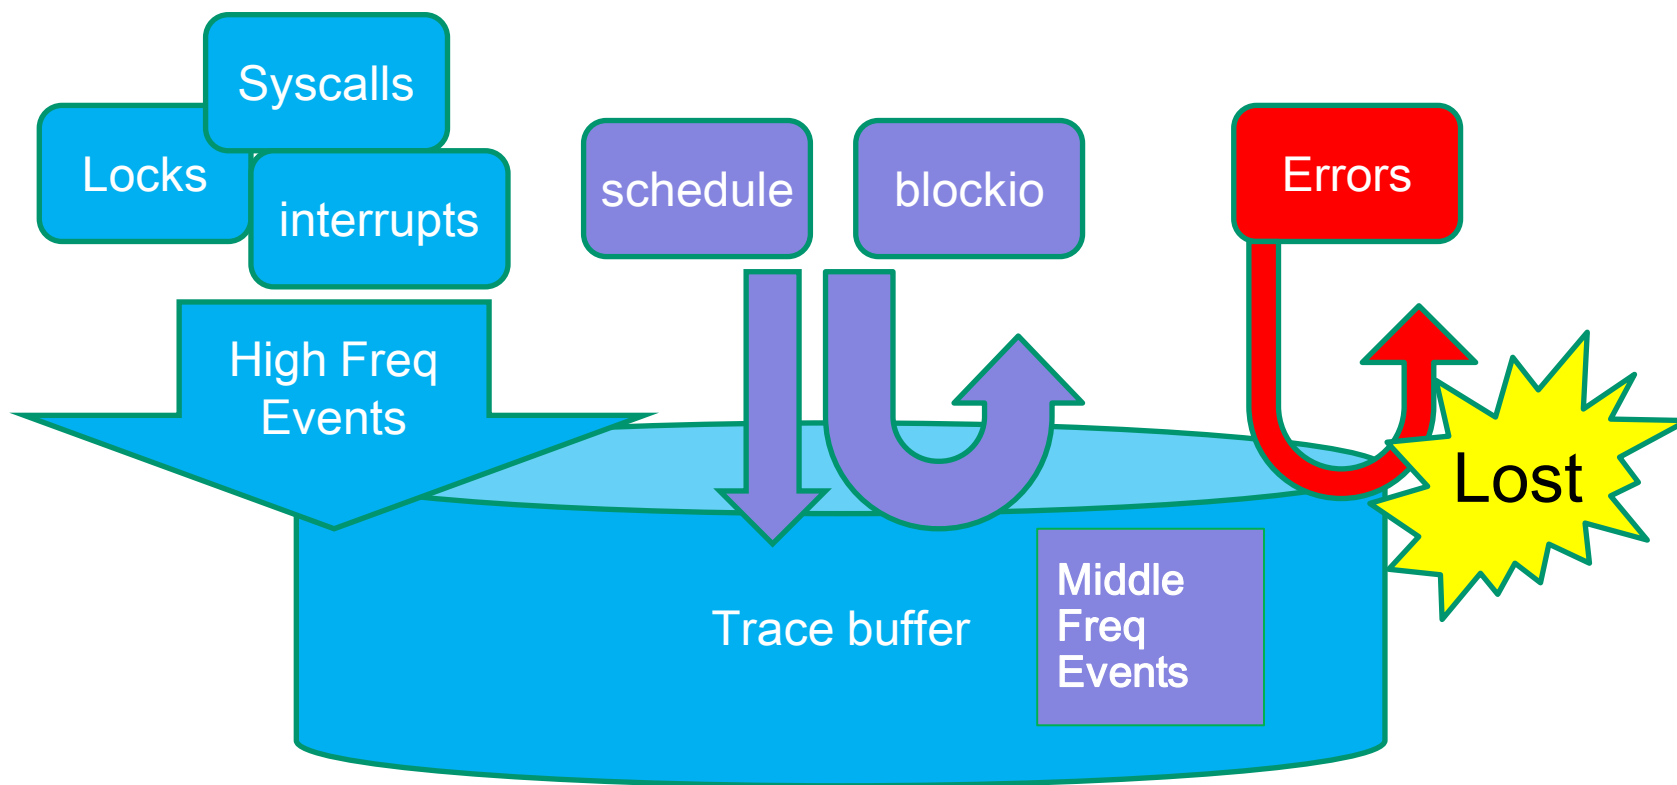 Syscalls
Locks
interrupts
schedule
blockio
Errors
High Freq
Events
Lost
Trace buffer
Middle
Freq
Events